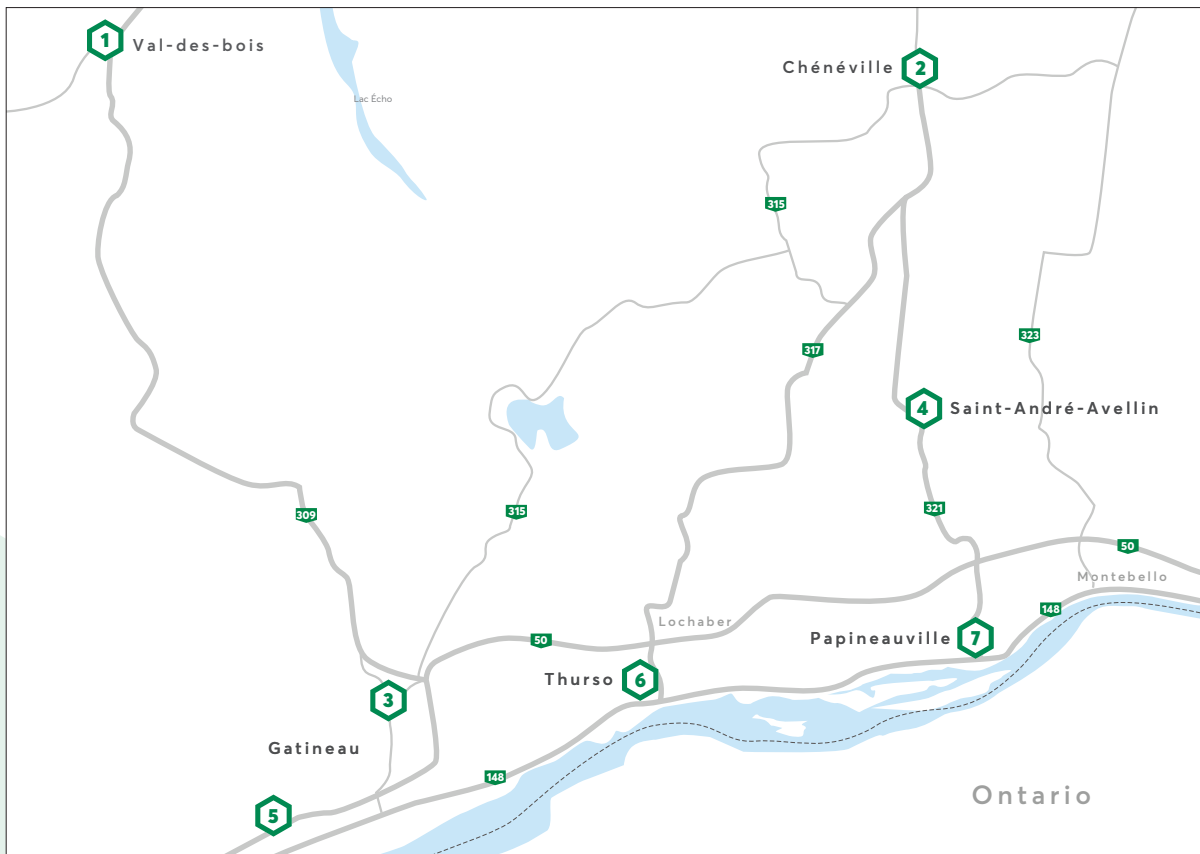 1 Val-des-bois
Chénéville 2
Lac Écho
315
323
317
4 Saint-André-Avellin
321
315
309
50
Montebello
148
Lochaber
Papineauville 7
50
Thurso 6
3
Gatineau
148
Ontario
5